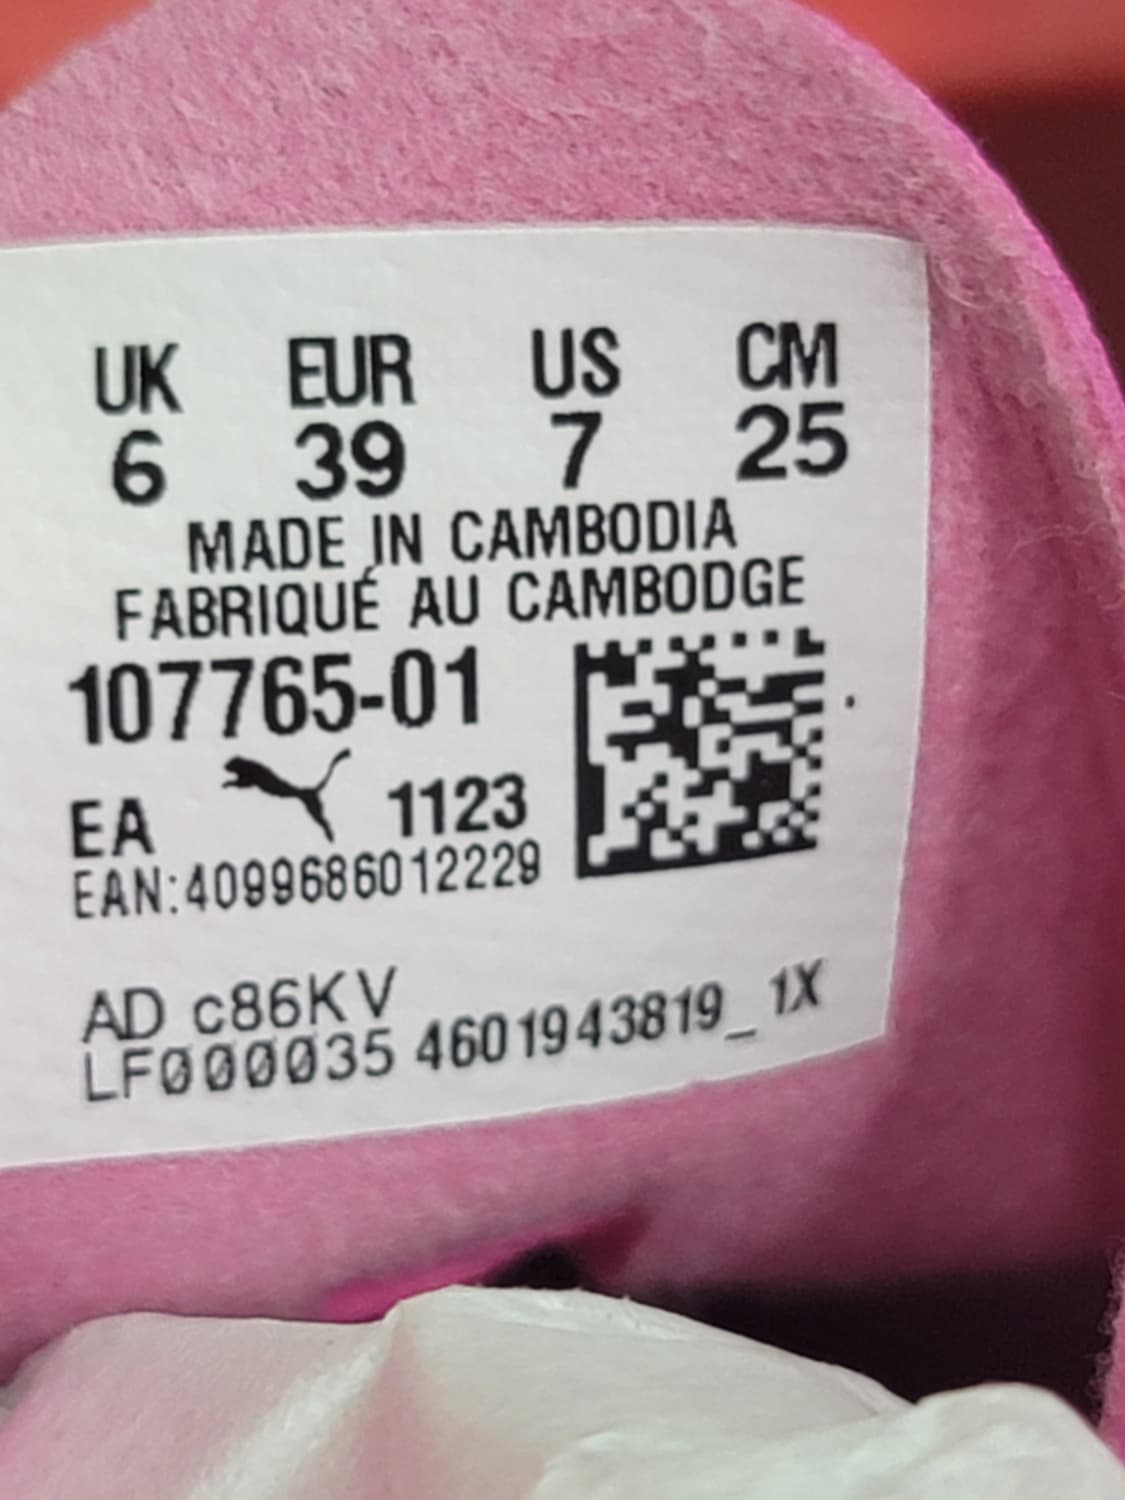 UK EUR US CM
6 39 7 25
MADE IN CAMBODIA
FABRIQUÉ AU CAMBODGE
107765-01
EA 1123
EAN:4099686012229
AD c86KV
LF000035 4601943819_1X